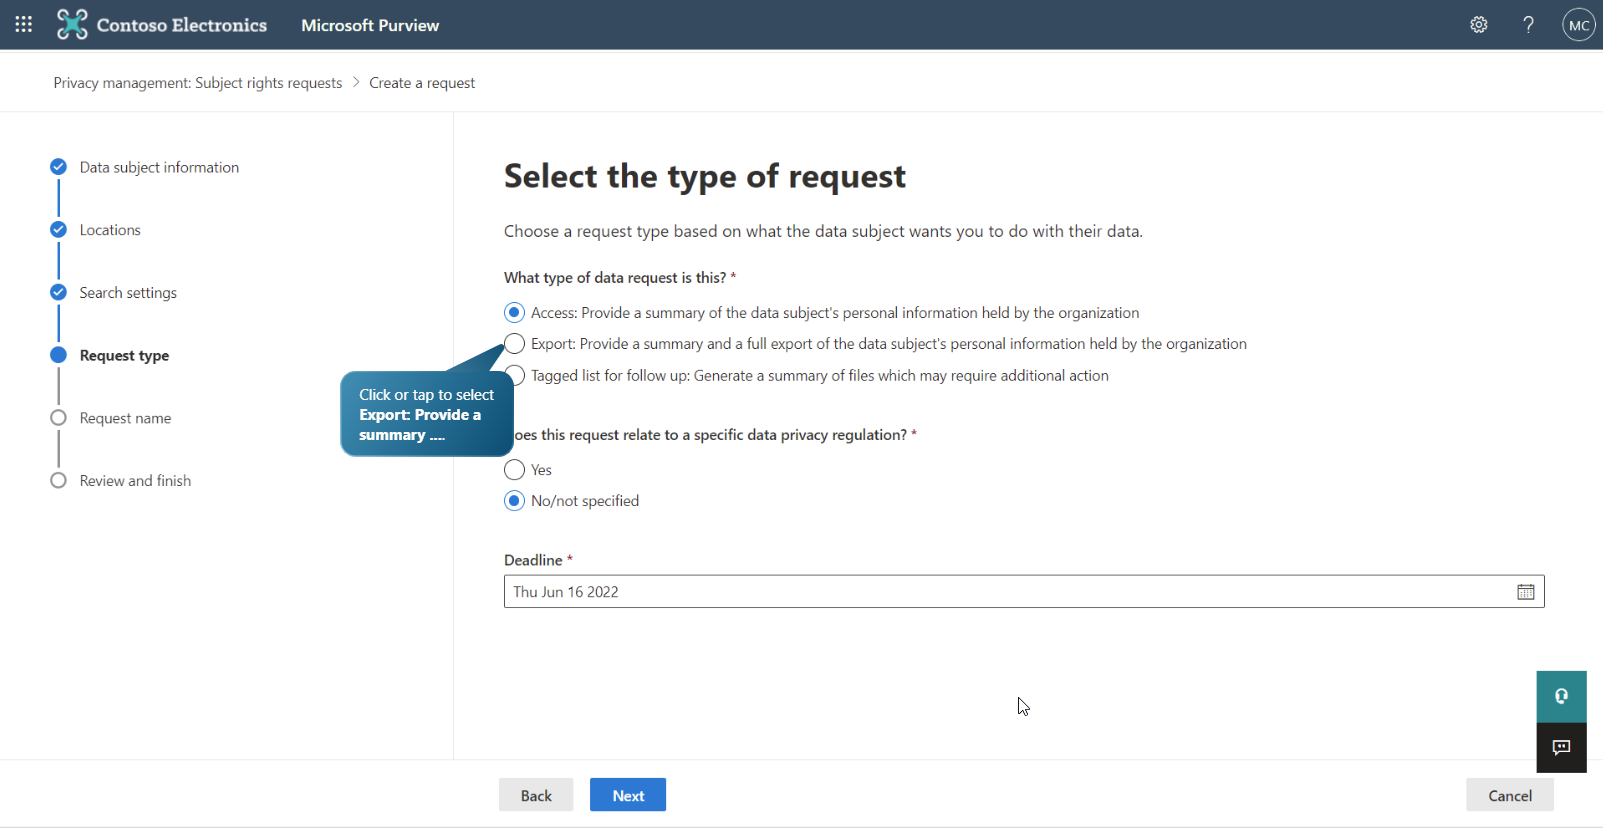 Contoso Electronics
Microsoft Purview
?
MC
Privacy management: Subject rights requests > Create a request
Data subject information
Locations
Search settings
Request type
Request name
Review and finish
Select the type of request
Choose a request type based on what the data subject wants you to do with their data.
What type of data request is this? *
Access: Provide a summary of the data subject's personal information held by the organization
Export: Provide a summary and a full export of the data subject's personal information held by the organization
Tagged list for follow up: Generate a summary of files which may require additional action
Click or tap to select
Export: Provide a
summary ....
oes this request relate to a specific data privacy regulation? *
Yes
No/not specified
Deadline *
Thu Jun 16 2022
Back
Next
Cancel